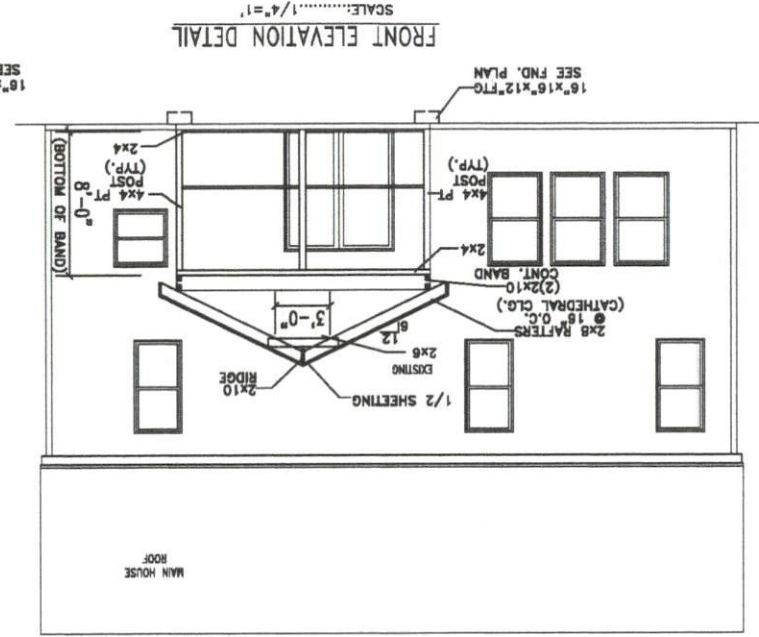 MAIN HOUSE
ROOF
1/2 SHEETING
2x10
RIDGE
EXISTING
2x6
12
6
2x8 RAFTERS
@ 16" O.C.
(CATHEDRAL CLG.)
(2)2x10
CONT. BAND
3'-0"
2x4
4x4 PT
POST
(TYP.)
4x4 PT
POST
(TYP.)
8'-0"
(BOTTOM OF BAND)
2x4
16"x16"x12"FTG
SEE FND. PLAN
16"x
SEE
FRONT ELEVATION DETAIL
SCALE:..........1/4"=1'